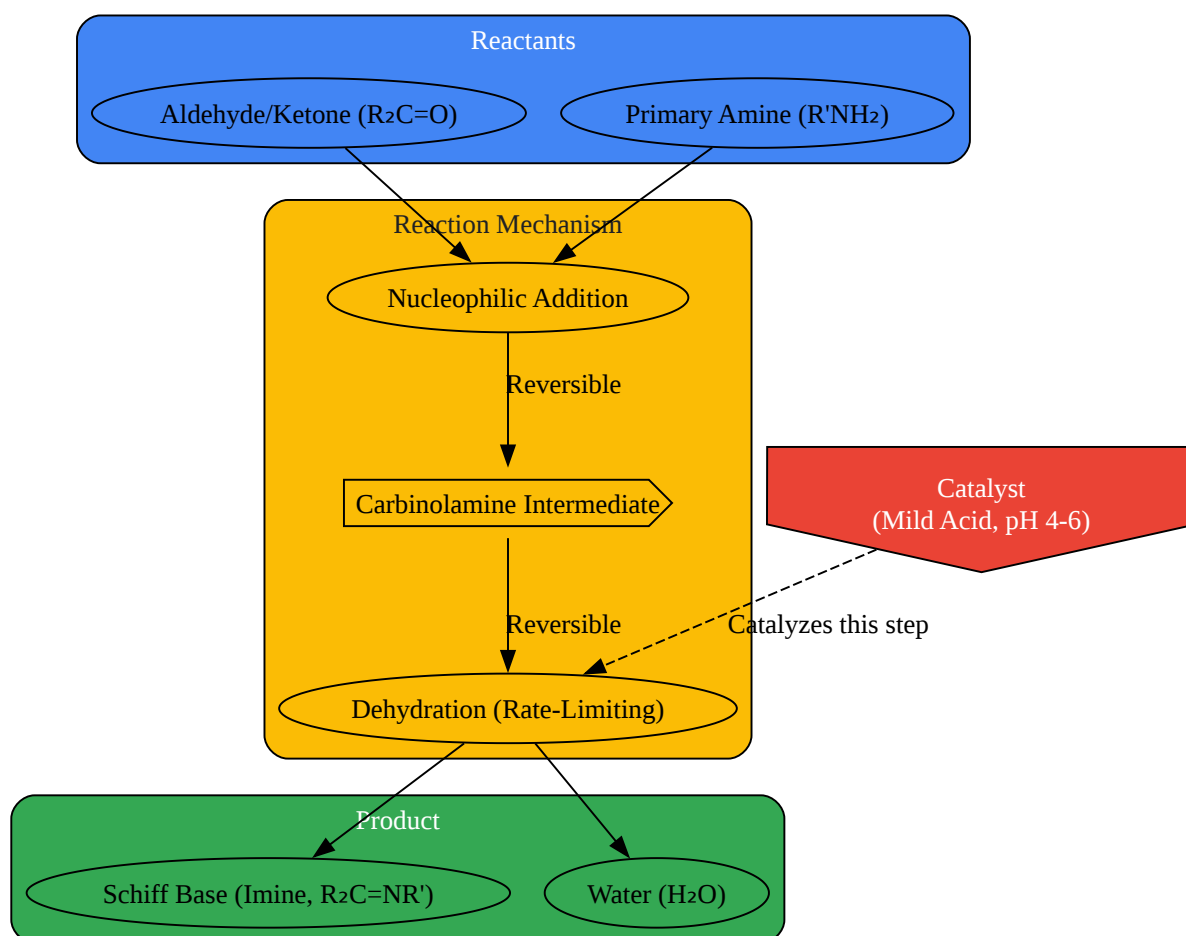 Reactants
Aldehyde/Ketone (R₂C=O)
Primary Amine (R'NH₂)
Reaction Mechanism
Nucleophilic Addition
Reversible
Carbinolamine Intermediate
Catalyst
(Mild Acid, pH 4-6)
Reversible
Catalyzes this step
Dehydration (Rate-Limiting)
Product
Schiff Base (Imine, R₂C=NR')
Water (H₂O)